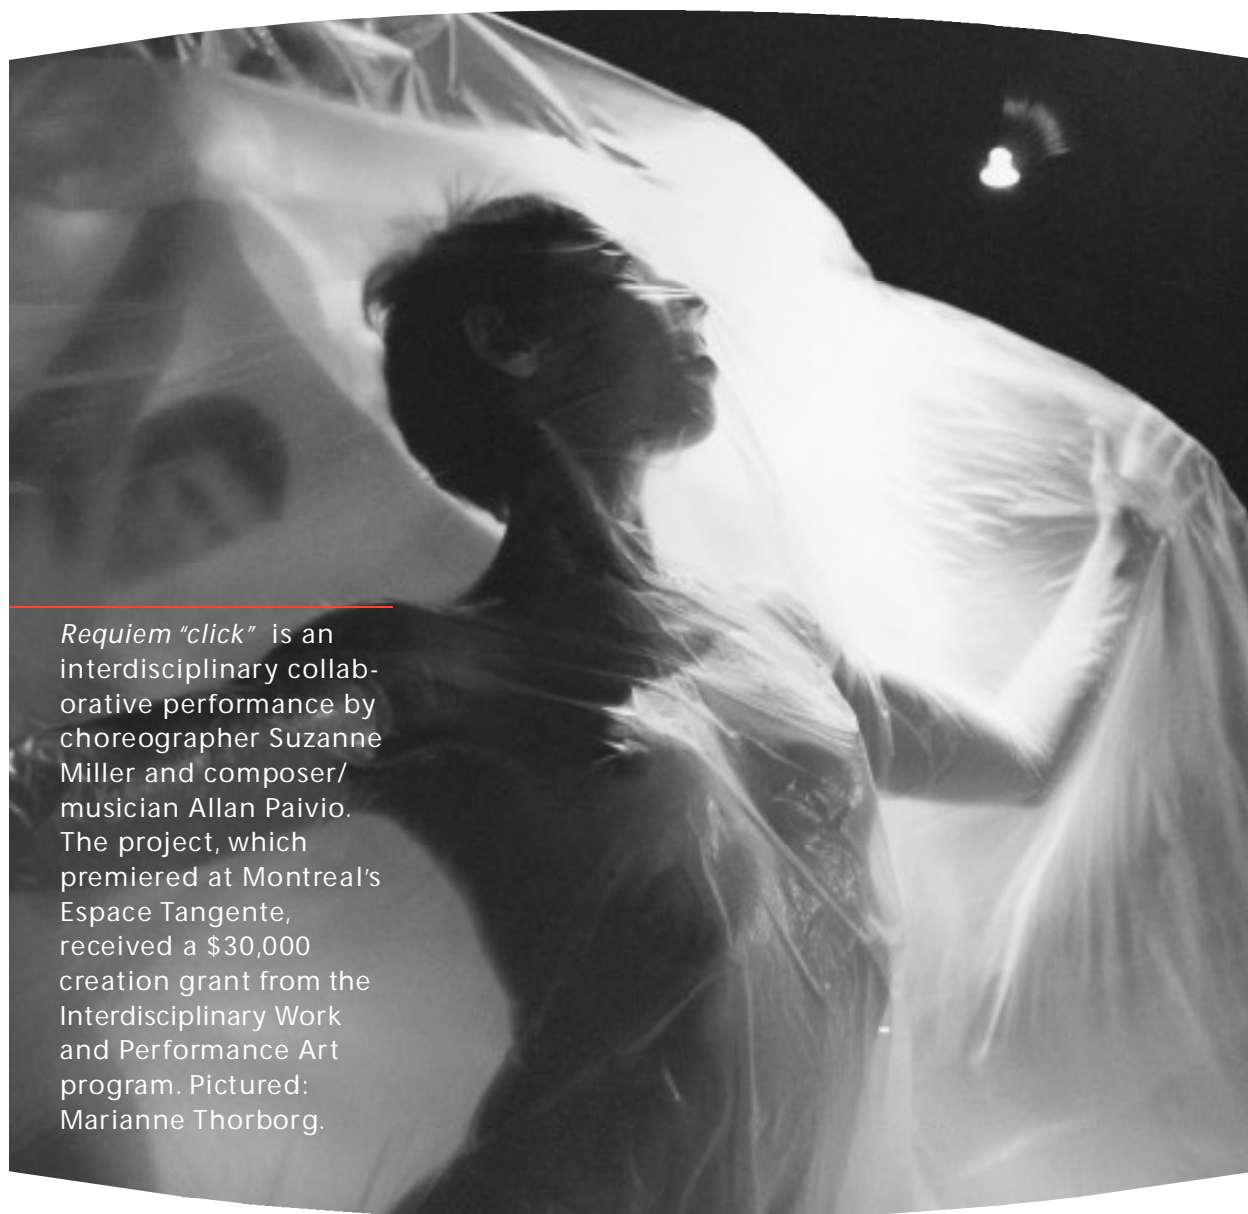 Requiem “click” is an
interdisciplinary collab-
orative performance by
choreographer Suzanne
Miller and composer/
musician Allan Paivio.
The project, which
premiered at Montreal’s
Espace Tangente,
received a $30,000
creation grant from the
Interdisciplinary Work
and Performance Art
program. Pictured:
Marianne Thorborg.